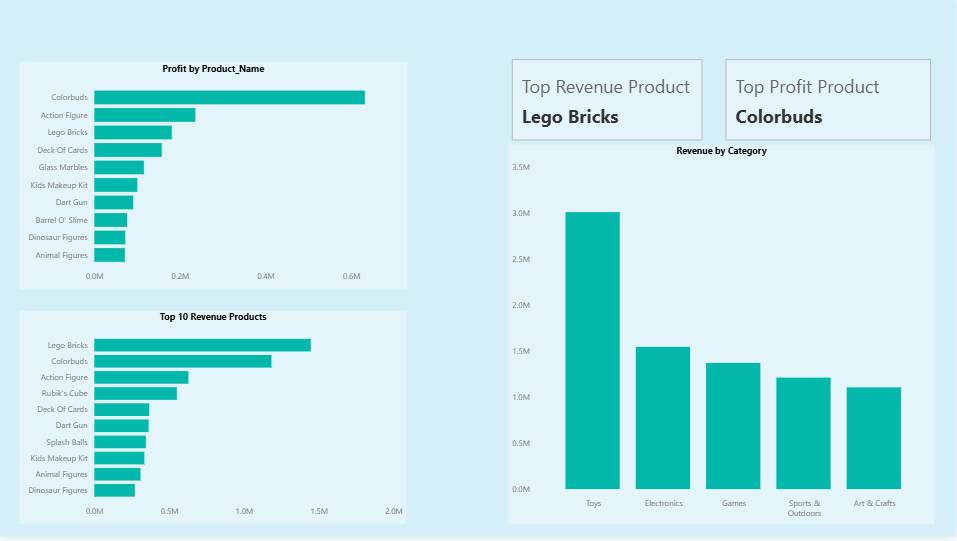 Profit by Product_Name
Colorbuds
Action Figure
Lego Bricks
Deck Of Cards
Glass Marbles
Kids Makeup Kit
Dart Gun
Barrel O' Slime
Dinosaur Figures
Animal Figures
0.0M 0.2M 0.4M 0.6M
Top 10 Revenue Products
Lego Bricks
Colorbuds
Action Figure
Rubik's Cube
Deck Of Cards
Dart Gun
Splash Balls
Kids Makeup Kit
Animal Figures
Dinosaur Figures
0.0M 0.5M 1.0M 1.5M 2.0M
Top Revenue Product
Lego Bricks
Top Profit Product
Colorbuds
Revenue by Category
3.5M
3.0M
2.5M
2.0M
1.5M
1.0M
0.5M
0.0M
Toys Electronics Games Sports & Art & Crafts
Outdoors